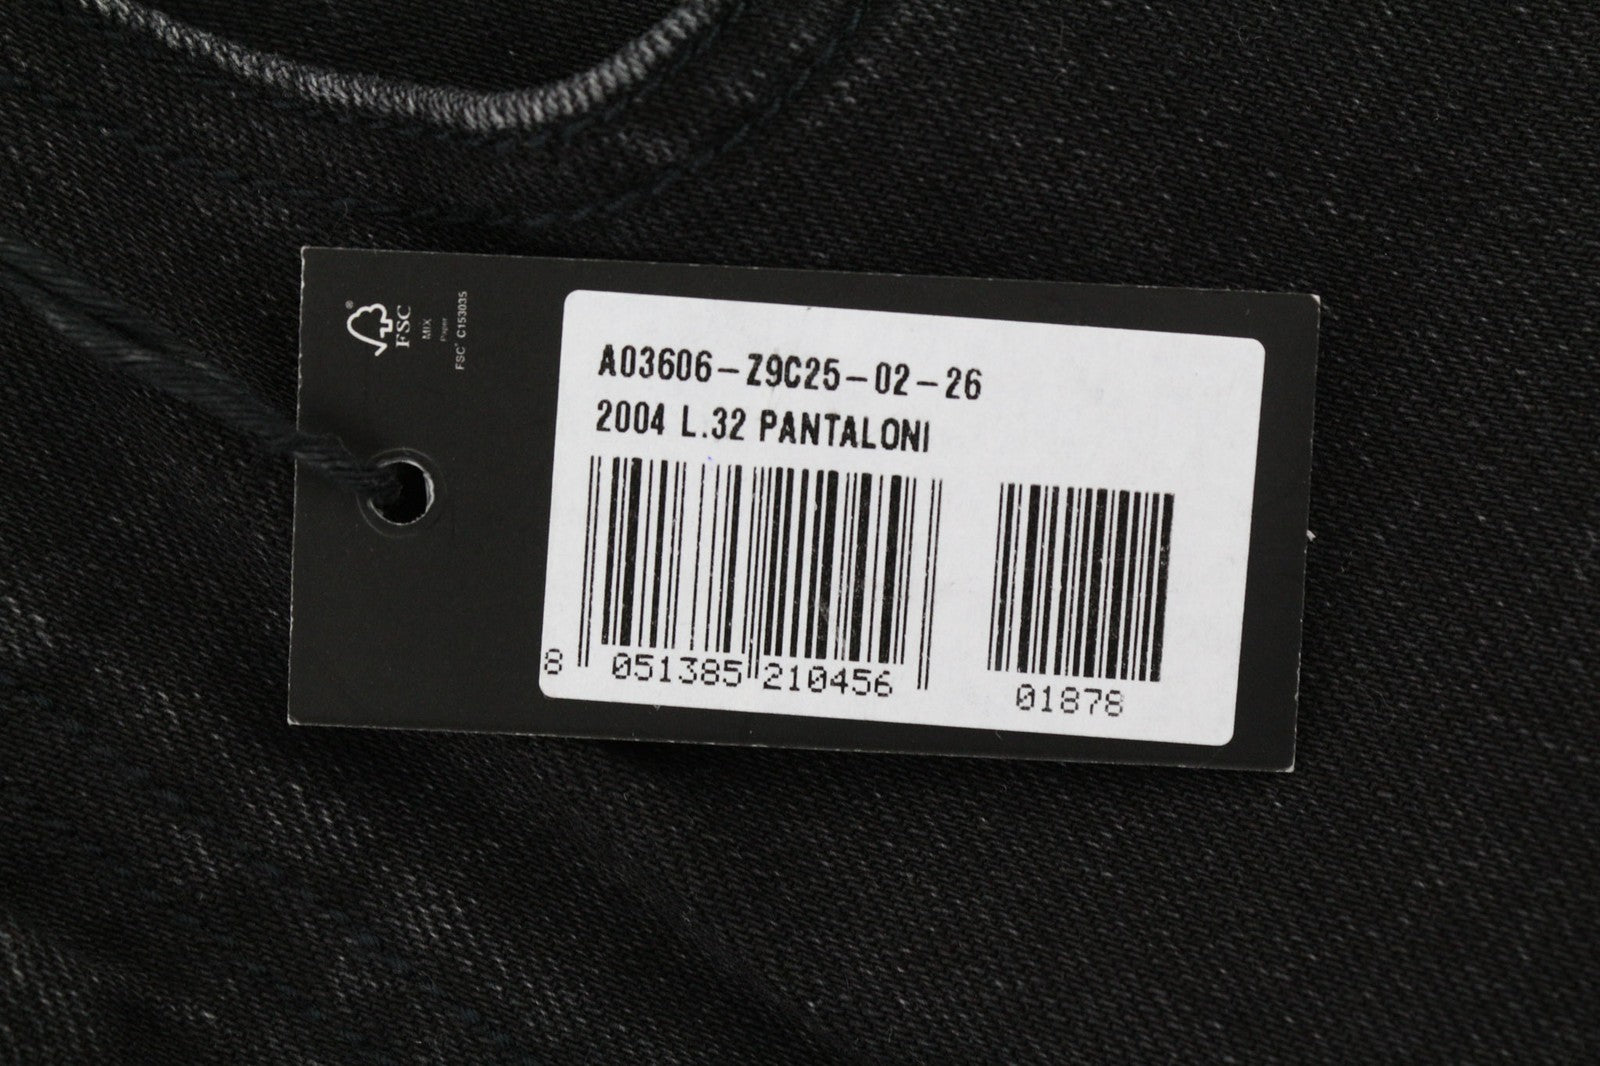 FSC®
MIX
Paper
FSC® C153035
A03606-Z9C25-02-26
2004 L.32 PANTALONI
8 051385 210456
01878